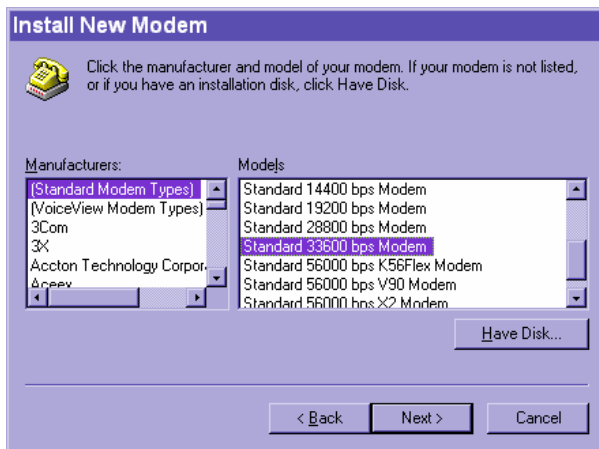 Install New Modem
Click the manufacturer and model of your modem. If your modem is not listed,
or if you have an installation disk, click Have Disk.
Manufacturers:
(Standard Modem Types)
(VoiceView Modem Types)
3Com
3X
Accton Technology Corpor
Aceex
Models
Standard 14400 bps Modem
Standard 19200 bps Modem
Standard 28800 bps Modem
Standard 33600 bps Modem
Standard 56000 bps K56Flex Modem
Standard 56000 bps V90 Modem
Standard 56000 bps X2 Modem
Have Disk...
< Back
Next >
Cancel